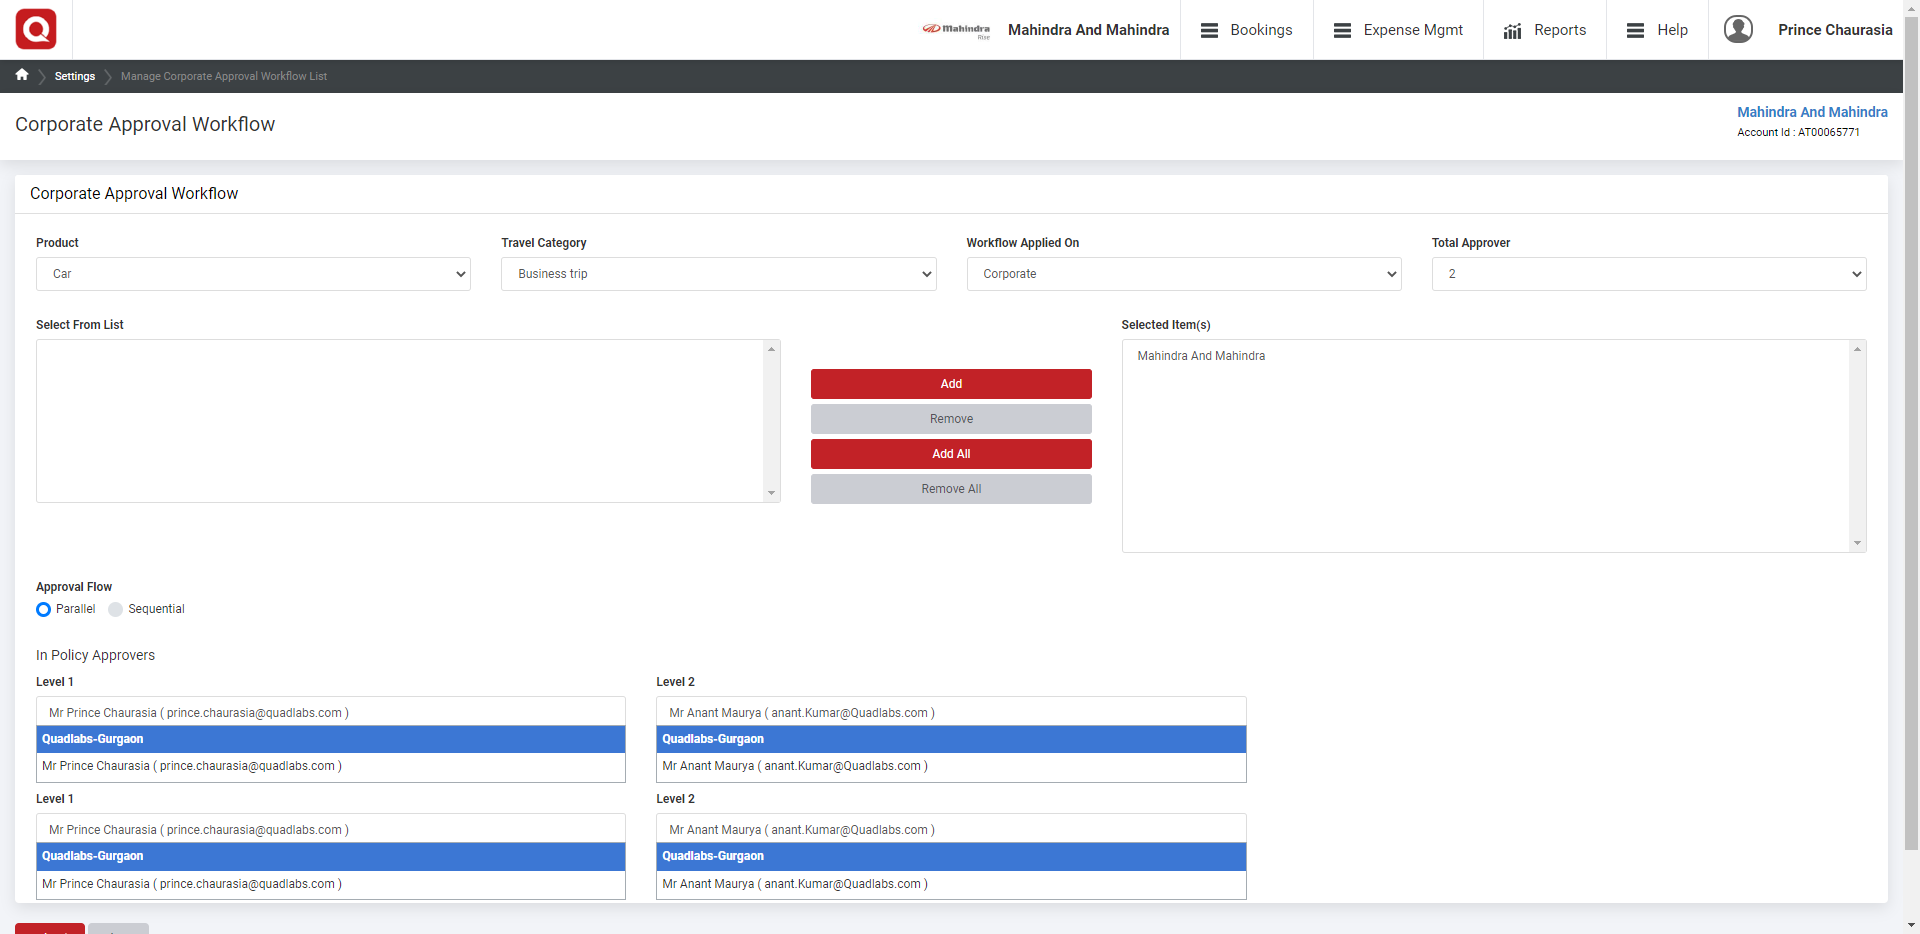 Mahindra
Rise
Mahindra And Mahindra
Bookings
Expense Mgmt
Reports
Help
Prince Chaurasia
Settings
Manage Corporate Approval Workflow List
Corporate Approval Workflow
Mahindra And Mahindra
Account Id : AT00065771
Corporate Approval Workflow
Product
Travel Category
Workflow Applied On
Total Approver
Car
Business trip
Corporate
2
Select From List
Selected Item(s)
Mahindra And Mahindra
Add
Remove
Add All
Remove All
Approval Flow
Parallel
Sequential
In Policy Approvers
Level 1
Level 2
Mr Prince Chaurasia ( prince.chaurasia@quadlabs.com )
Mr Anant Maurya ( anant.Kumar@Quadlabs.com )
Quadlabs-Gurgaon
Quadlabs-Gurgaon
Mr Prince Chaurasia ( prince.chaurasia@quadlabs.com )
Mr Anant Maurya ( anant.Kumar@Quadlabs.com )
Level 1
Level 2
Mr Prince Chaurasia ( prince.chaurasia@quadlabs.com )
Mr Anant Maurya ( anant.Kumar@Quadlabs.com )
Quadlabs-Gurgaon
Quadlabs-Gurgaon
Mr Prince Chaurasia ( prince.chaurasia@quadlabs.com )
Mr Anant Maurya ( anant.Kumar@Quadlabs.com )